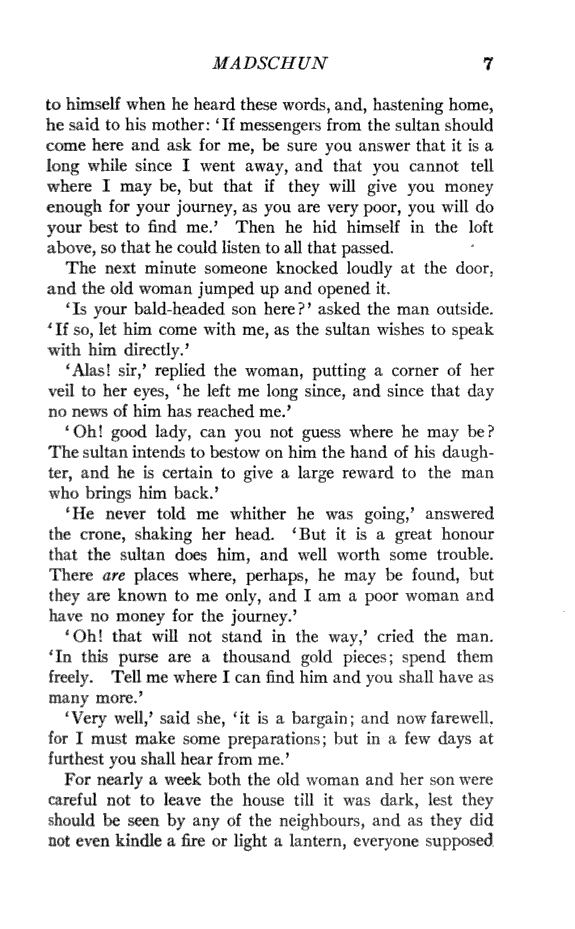 MADSCHUN 7
to himself when he heard these words, and, hastening home,
he said to his mother: ‘If messengers from the sultan should
come here and ask for me, be sure you answer that it is a
long while since I went away, and that you cannot tell
where I may be, but that if they will give you money
enough for your journey, as you are very poor, you will do
your best to find me.’ Then he hid himself in the loft
above, so that he could listen to all that passed.
The next minute someone knocked loudly at the door,
and the old woman jumped up and opened it.
‘Is your bald-headed son here?’ asked the man outside.
‘If so, let him come with me, as the sultan wishes to speak
with him directly.’
‘Alas! sir,’ replied the woman, putting a corner of her
veil to her eyes, ‘he left me long since, and since that day
no news of him has reached me.’
‘Oh! good lady, can you not guess where he may be?
The sultan intends to bestow on him the hand of his daugh-
ter, and he is certain to give a large reward to the man
who brings him back.’
‘He never told me whither he was going,’ answered
the crone, shaking her head. ‘But it is a great honour
that the sultan does him, and well worth some trouble.
There are places where, perhaps, he may be found, but
they are known to me only, and I am a poor woman and
have no money for the journey.’
‘Oh! that will not stand in the way,’ cried the man.
‘In this purse are a thousand gold pieces; spend them
freely. Tell me where I can find him and you shall have as
many more.’
‘Very well,’ said she, ‘it is a bargain; and now farewell,
for I must make some preparations; but in a few days at
furthest you shall hear from me.’
For nearly a week both the old woman and her son were
careful not to leave the house till it was dark, lest they
should be seen by any of the neighbours, and as they did
not even kindle a fire or light a lantern, everyone supposed